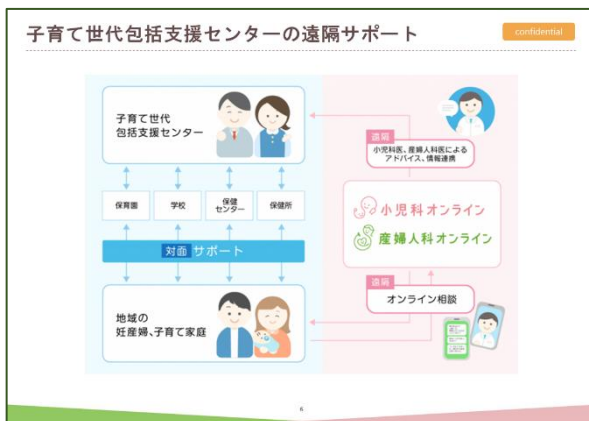 子育て世代包括支援センターの遠隔サポート
confidential
子育て世代
包括支援センター
保育園
学校
保健
センター
保健所
対面 サポート
地域の
妊産婦、子育て家庭
遠隔
小児科医、産婦人科医による
アドバイス、情報連携
小児科オンライン
産婦人科オンライン
遠隔
オンライン相談
6